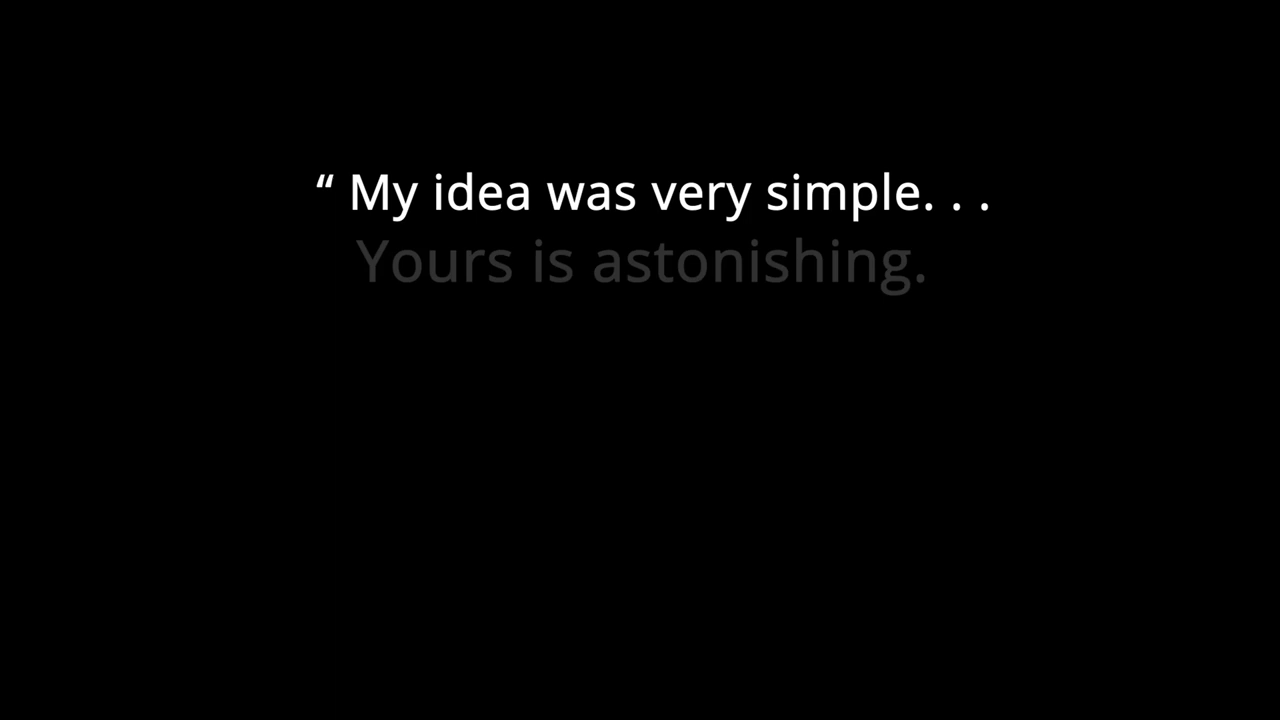 “ My idea was very simple. . .
Yours is astonishing.